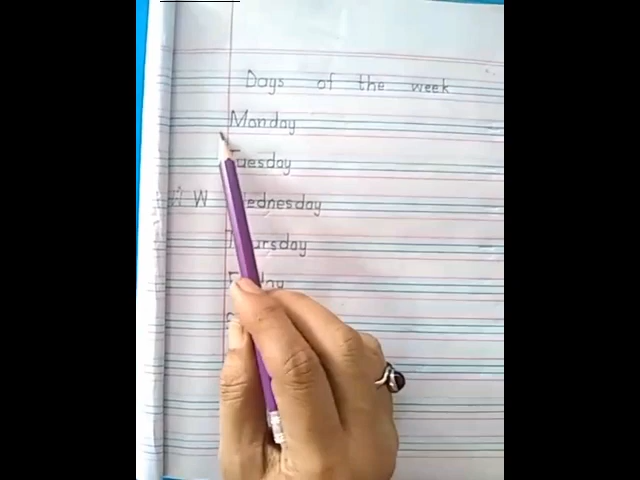 Days of the week
Monday
Tuesday
W Wednesday
Thursday